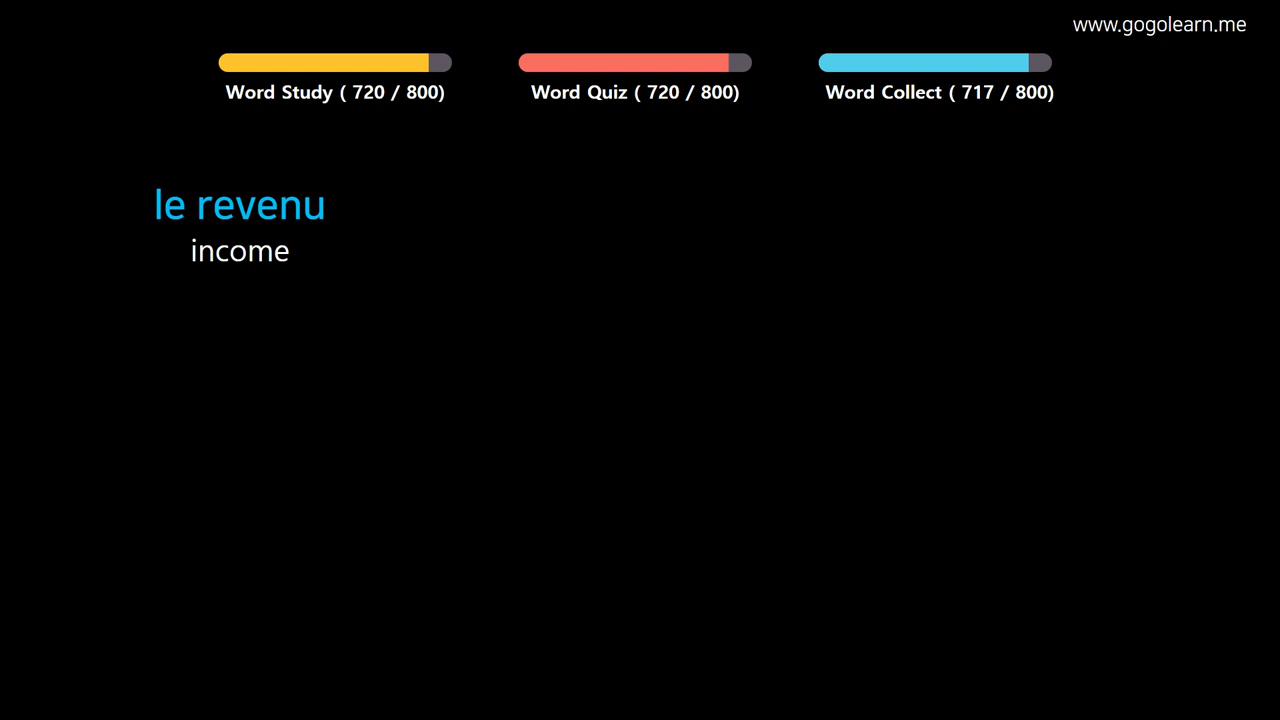 www.gogolearn.me
Word Study ( 720 / 800)
Word Quiz ( 720 / 800)
Word Collect ( 717 / 800)
le revenu
income